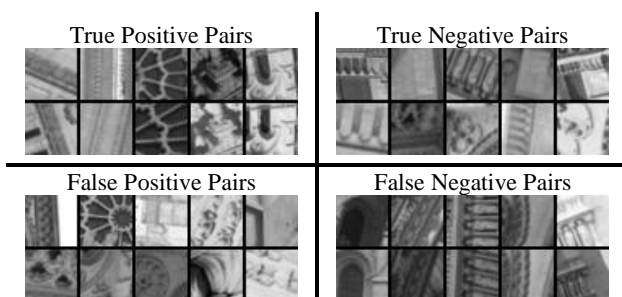 True Positive Pairs
True Negative Pairs
False Positive Pairs
False Negative Pairs